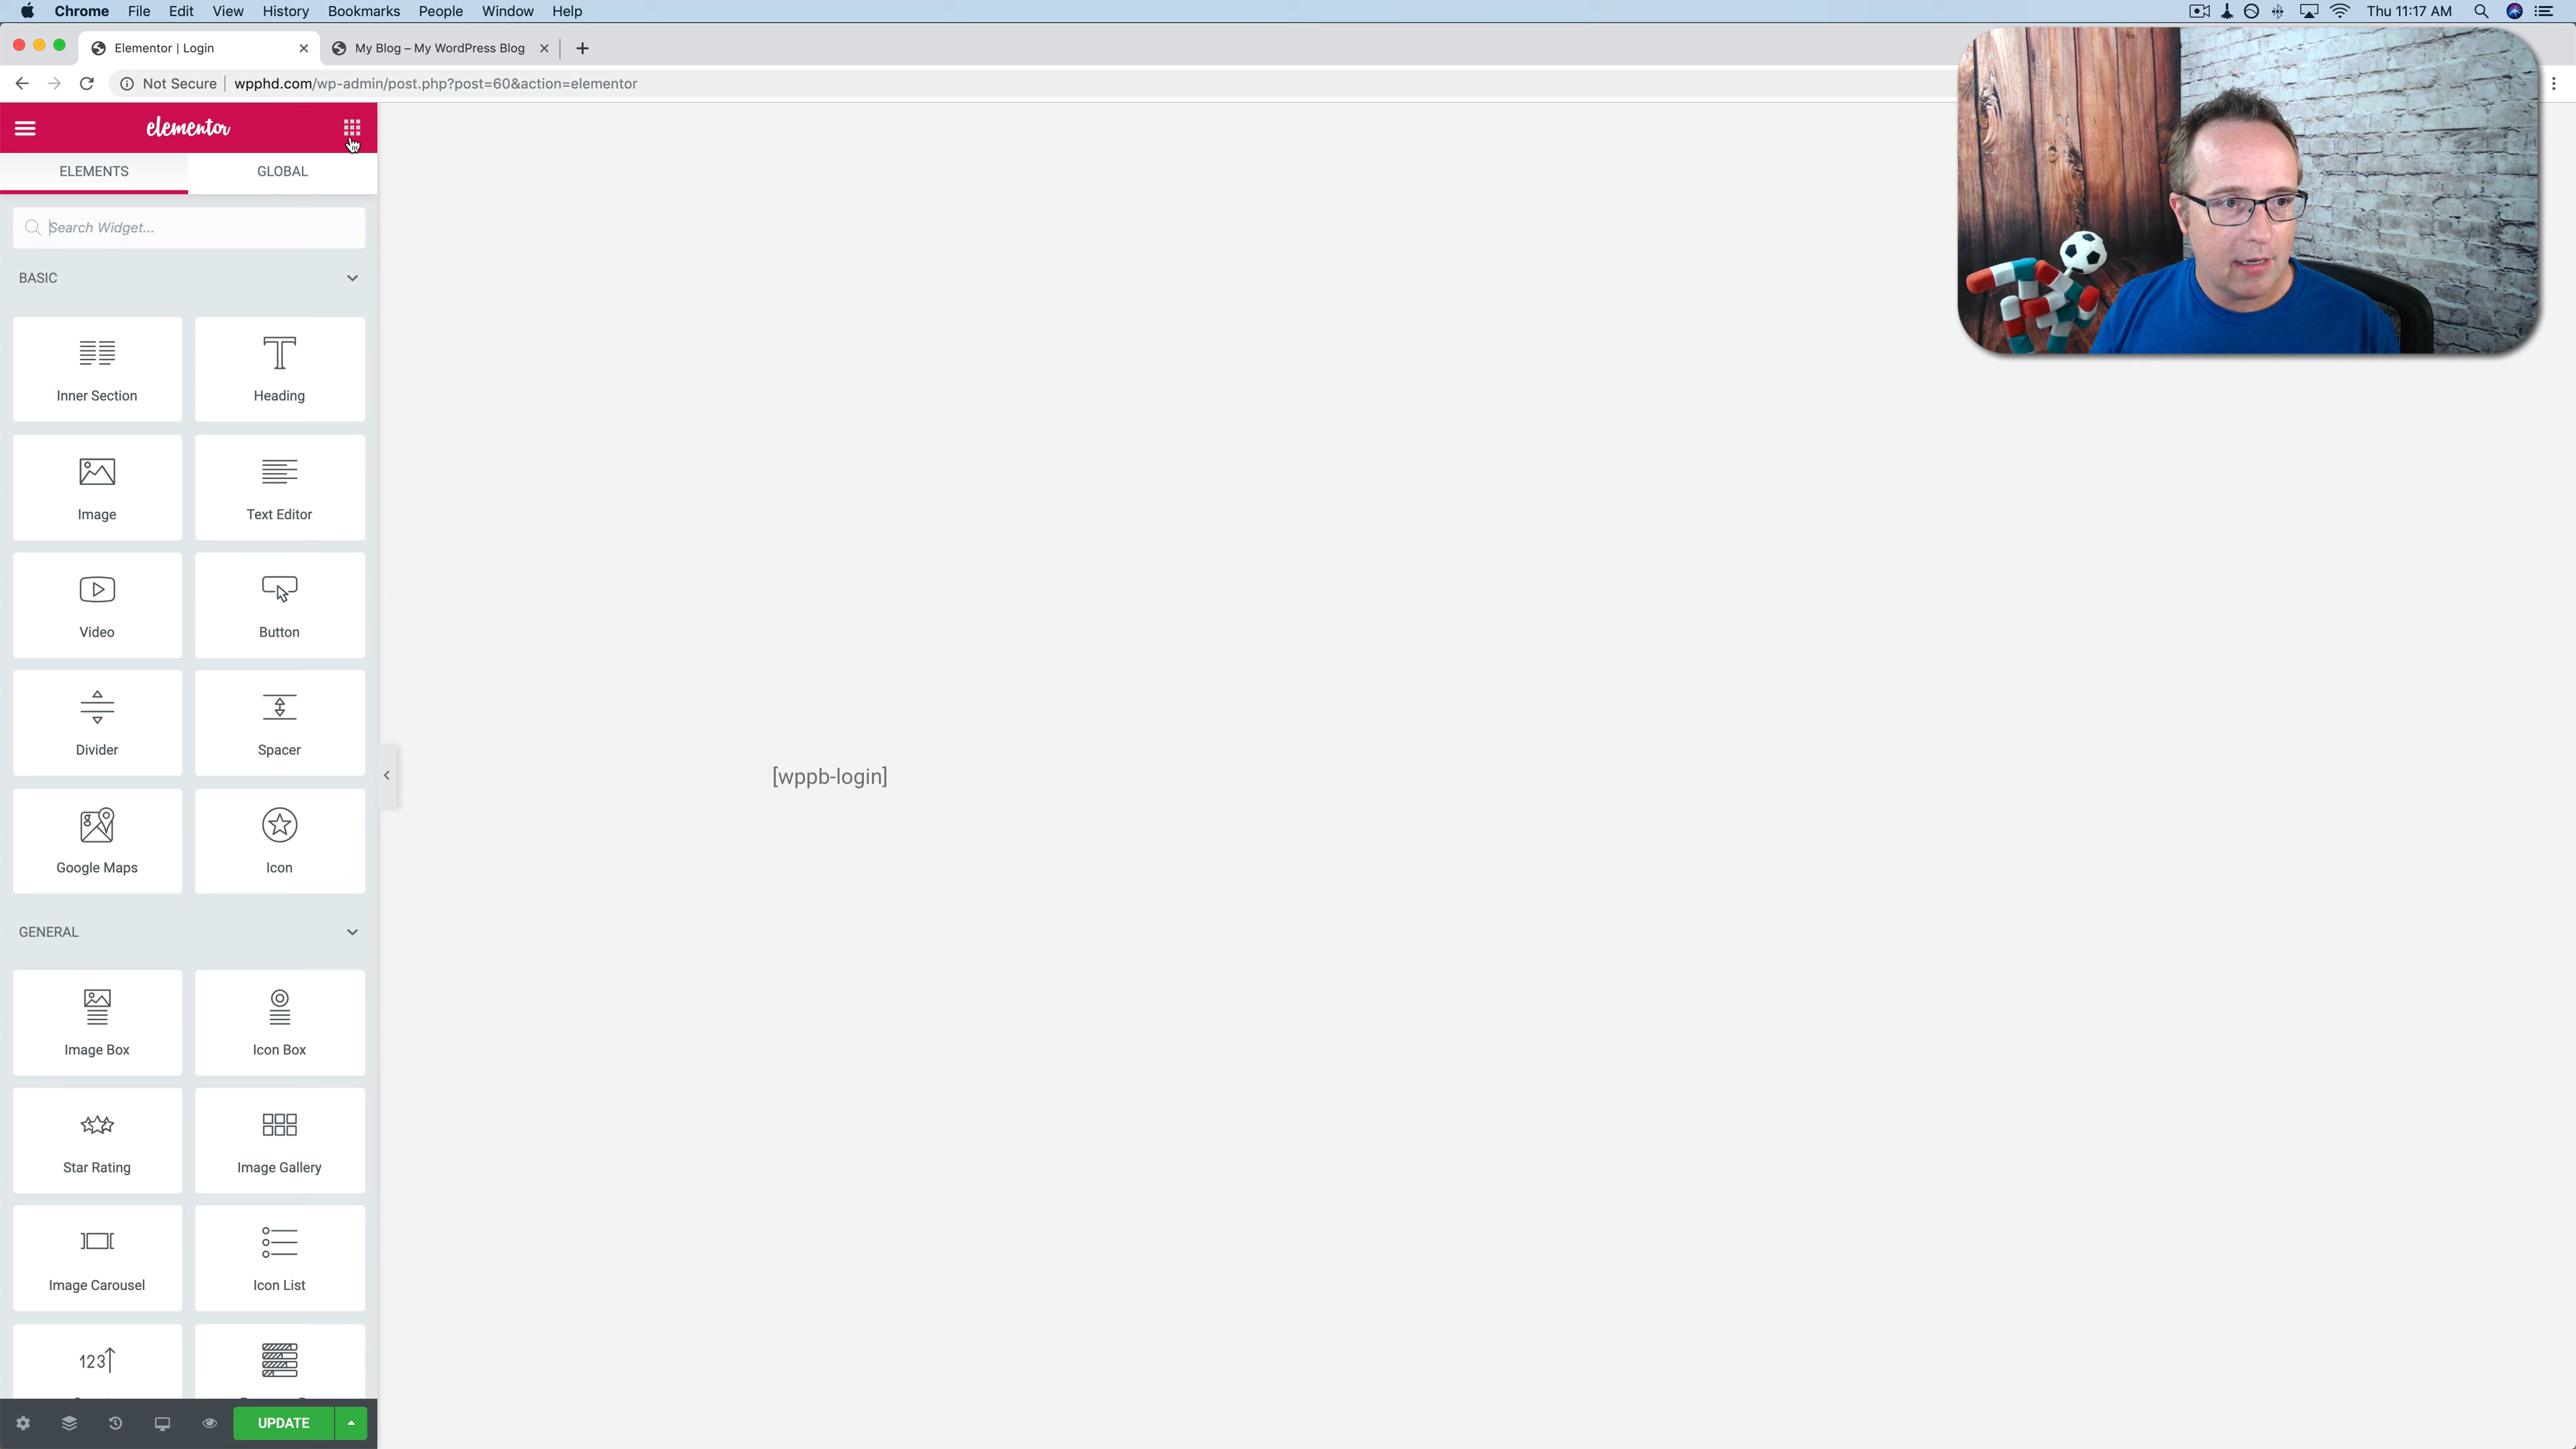 Chrome File Edit View History Bookmarks People Window Help Thu 11:17 AM
Elementor | Login My Blog – My WordPress Blog
Not Secure wpphd.com/wp-admin/post.php?post=60&action=elementor
elementor
ELEMENTS GLOBAL
Search Widget...
BASIC
Inner Section Heading
Image Text Editor
Video Button
Divider Spacer
[wppb-login]
Google Maps Icon
GENERAL
Image Box Icon Box
Star Rating Image Gallery
Image Carousel Icon List
123
UPDATE